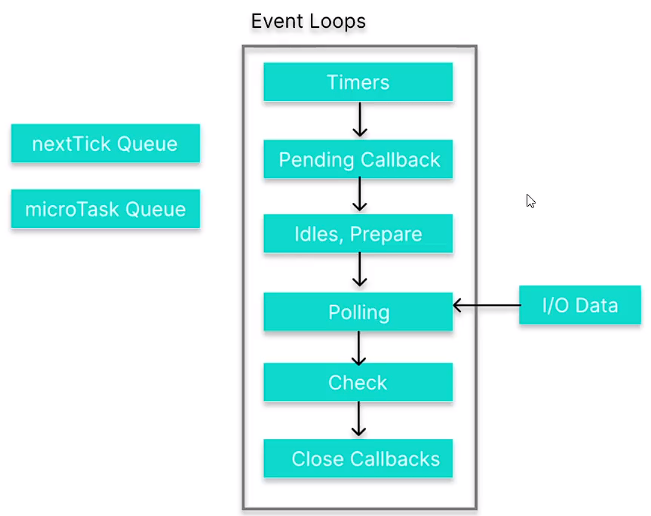 Event Loops
Timers
nextTick Queue
Pending Callback
microTask Queue
Idles, Prepare
Polling
I/O Data
Check
Close Callbacks